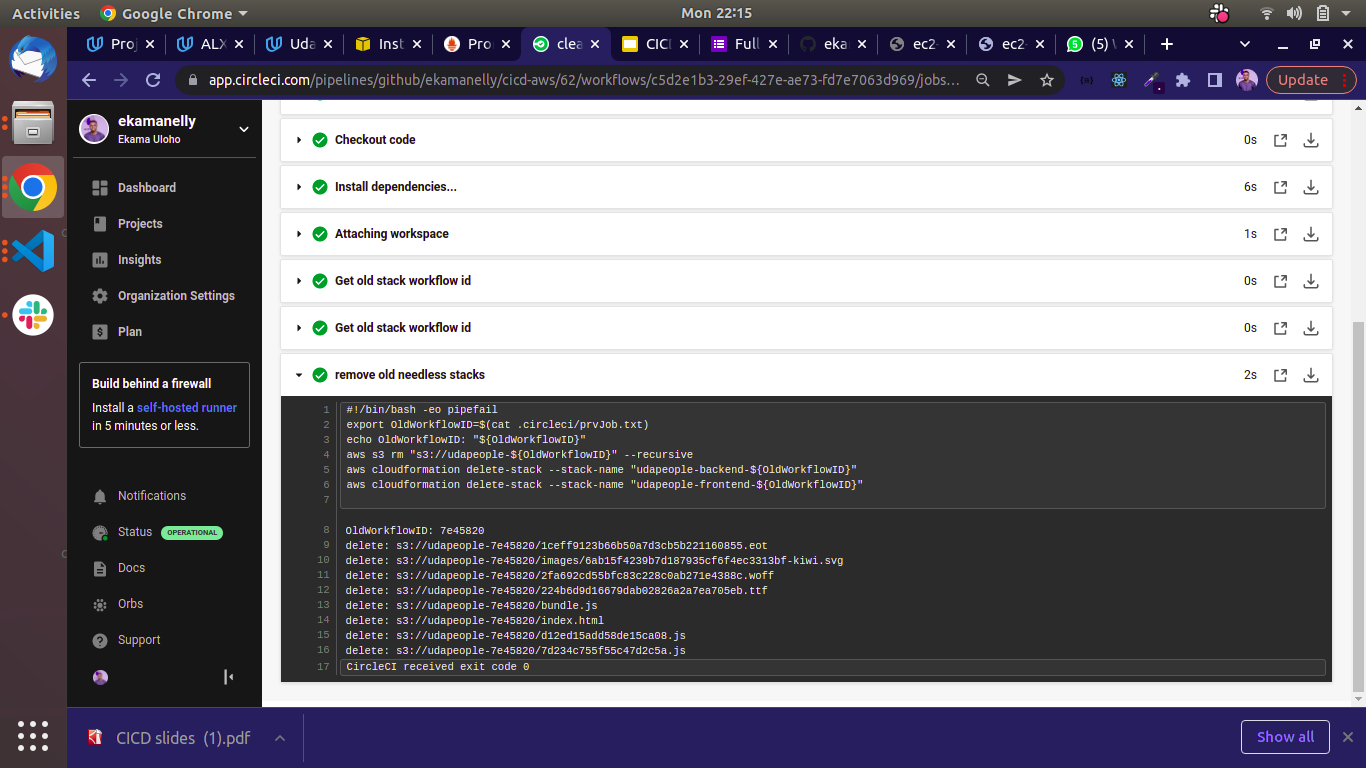 Activities
Google Chrome
Mon 22:15
Proj
ALX
Uda
Inst
Pro
clea
CICD
Full
eka
ec2-
ec2-
(5) W
app.circleci.com/pipelines/github/ekamanelly/cicd-aws/62/workflows/c5d2e1b3-29ef-427e-ae73-fd7e7063d969/jobs...
Update
ekamanelly
Ekama Uloho
Dashboard
Projects
Insights
Organization Settings
Plan
Build behind a firewall
Install a self-hosted runner
in 5 minutes or less.
Notifications
Status OPERATIONAL
Docs
Orbs
Support
Checkout code 0s
Install dependencies... 6s
Attaching workspace 1s
Get old stack workflow id 0s
Get old stack workflow id 0s
remove old needless stacks 2s
1 #!/bin/bash -eo pipefail
2 export OldWorkflowID=$(cat .circleci/prvJob.txt)
3 echo OldWorkflowID: "${OldWorkflowID}"
4 aws s3 rm "s3://udapeople-${OldWorkflowID}" --recursive
5 aws cloudformation delete-stack --stack-name "udapeople-backend-${OldWorkflowID}"
6 aws cloudformation delete-stack --stack-name "udapeople-frontend-${OldWorkflowID}"
7
8 OldWorkflowID: 7e45820
9 delete: s3://udapeople-7e45820/1ceff9123b66b50a7d3cb5b221160855.eot
10 delete: s3://udapeople-7e45820/images/6ab15f4239b7d187935cf6f4ec3313bf-kiwi.svg
11 delete: s3://udapeople-7e45820/2fa692cd55bfc83c228c0ab271e4388c.woff
12 delete: s3://udapeople-7e45820/224b6d9d16679dab02826a2a7ea705eb.ttf
13 delete: s3://udapeople-7e45820/bundle.js
14 delete: s3://udapeople-7e45820/index.html
15 delete: s3://udapeople-7e45820/d12ed15add58de15ca08.js
16 delete: s3://udapeople-7e45820/7d234c755f55c47d2c5a.js
17 CircleCI received exit code 0
CICD slides (1).pdf
Show all